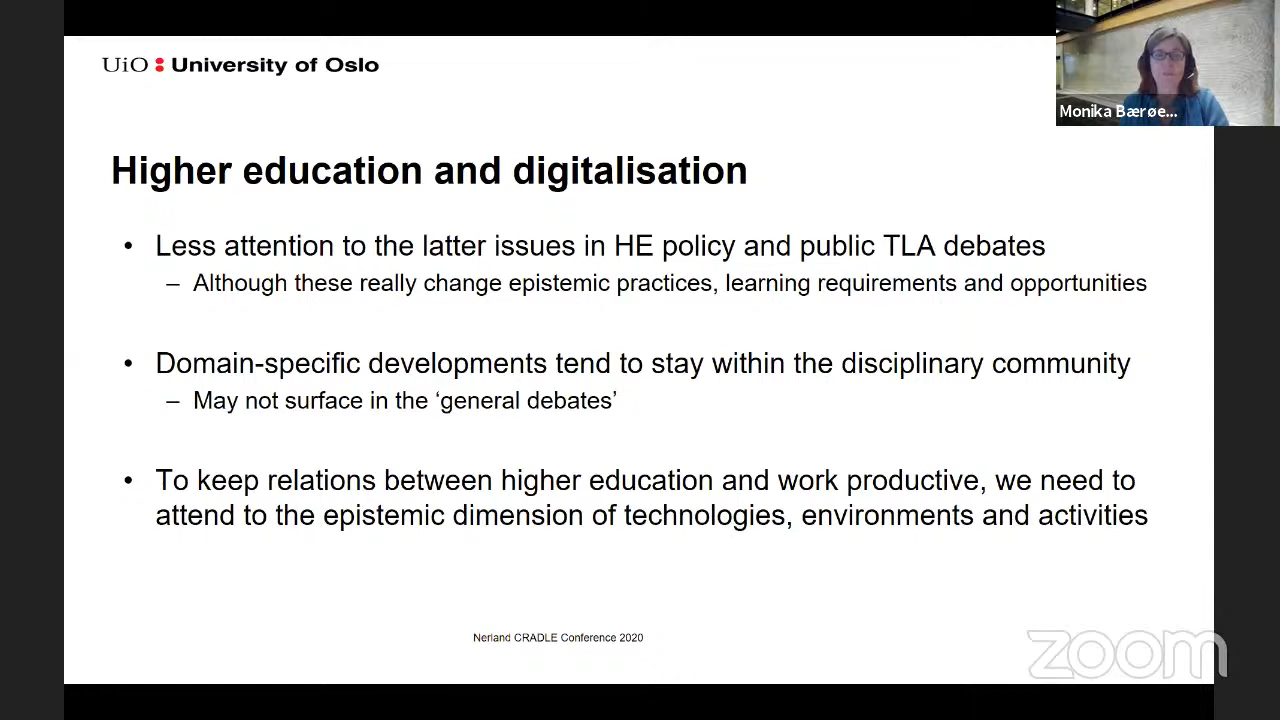 UiO : University of Oslo
Monika Bærøe...
Higher education and digitalisation
• Less attention to the latter issues in HE policy and public TLA debates
– Although these really change epistemic practices, learning requirements and opportunities
• Domain-specific developments tend to stay within the disciplinary community
– May not surface in the ‘general debates’
• To keep relations between higher education and work productive, we need to
attend to the epistemic dimension of technologies, environments and activities
Nerland CRADLE Conference 2020
zoom